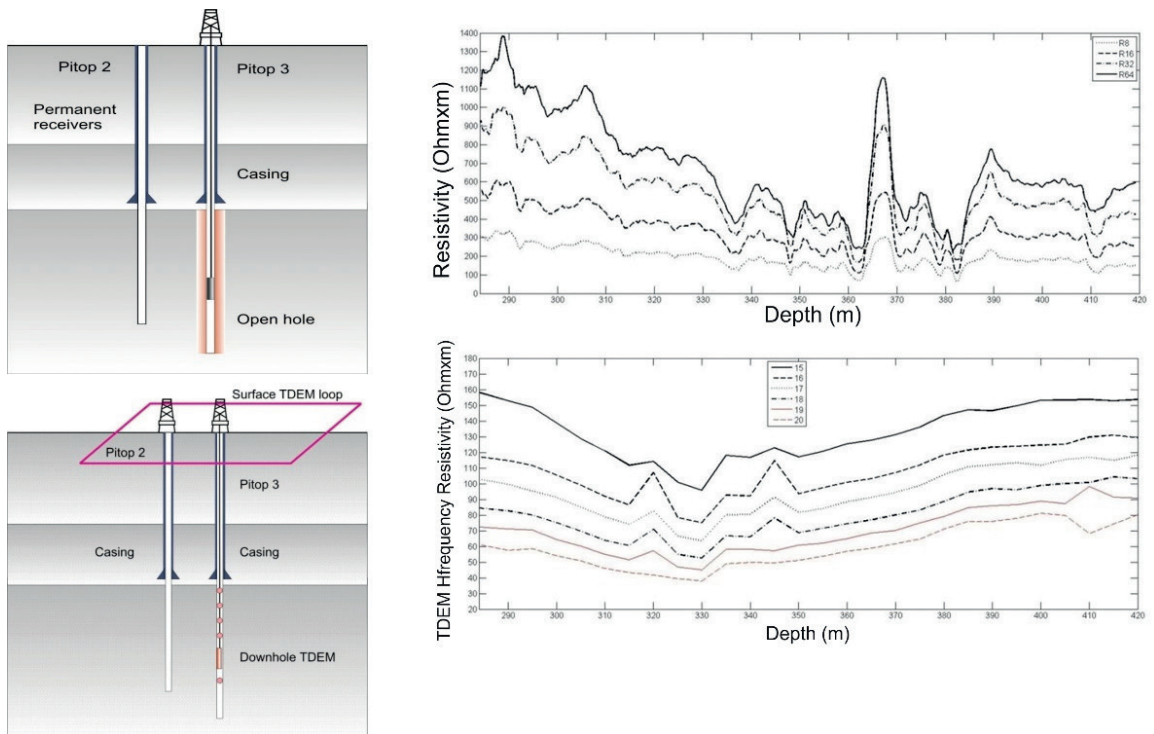 Pitop 2
Pitop 3
Permanent
receivers
Casing
Open hole
Surface TDEM loop
Pitop 2
Pitop 3
Casing
Casing
Downhole TDEM
Resistivity (Ohmxm)
1400
1300
1200
1100
1000
900
800
700
600
500
400
300
200
100
0
R8
R16
R32
R64
290 300 310 320 330 340 350 360 370 380 390 400 410 420
Depth (m)
TDEM Hfrequency Resistivity (Ohmxm)
180
170
160
150
140
130
120
110
100
90
80
70
60
50
40
30
20
15
16
17
18
19
20
290 300 310 320 330 340 350 360 370 380 390 400 410 420
Depth (m)